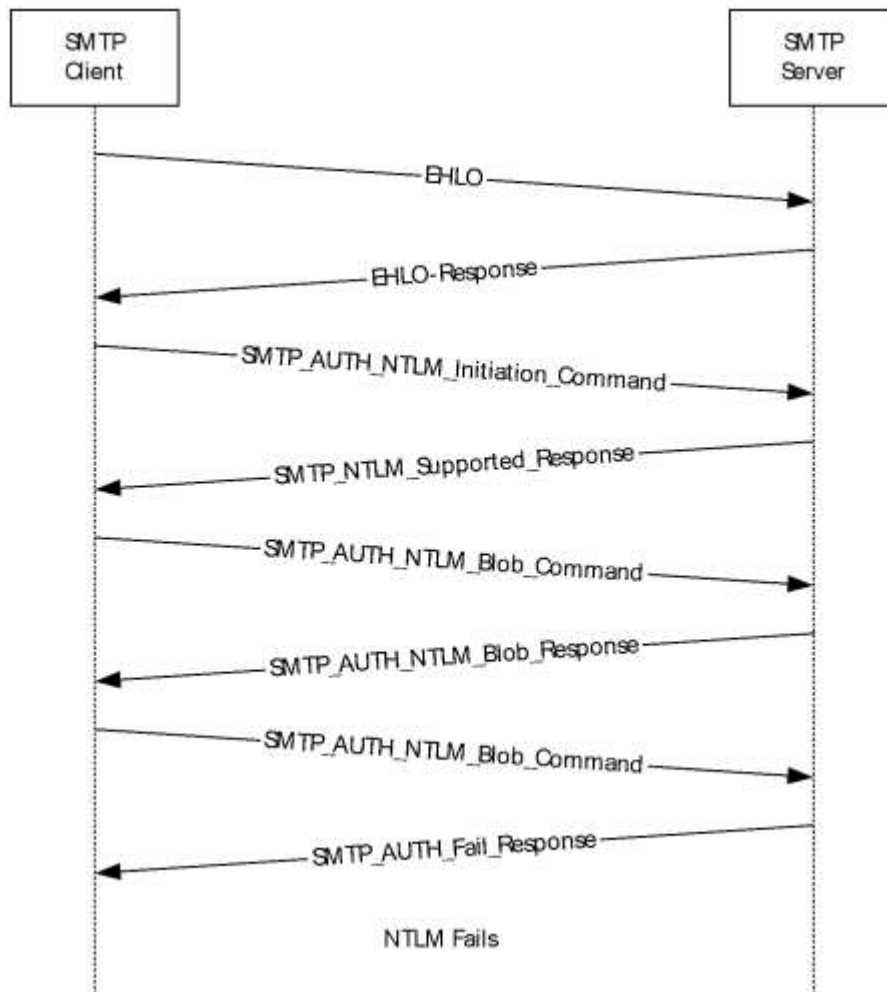 SMTP
Client
SMTP
Server
EHLO
EHLO-Response
SMTP_AUTH_NTLM_Initiation_Command
SMTP_NTLM_Supported_Response
SMTP_AUTH_NTLM_Blob_Command
SMTP_AUTH_NTLM_Blob_Response
SMTP_AUTH_NTLM_Blob_Command
SMTP_AUTH_Fail_Response
NTLM Fails